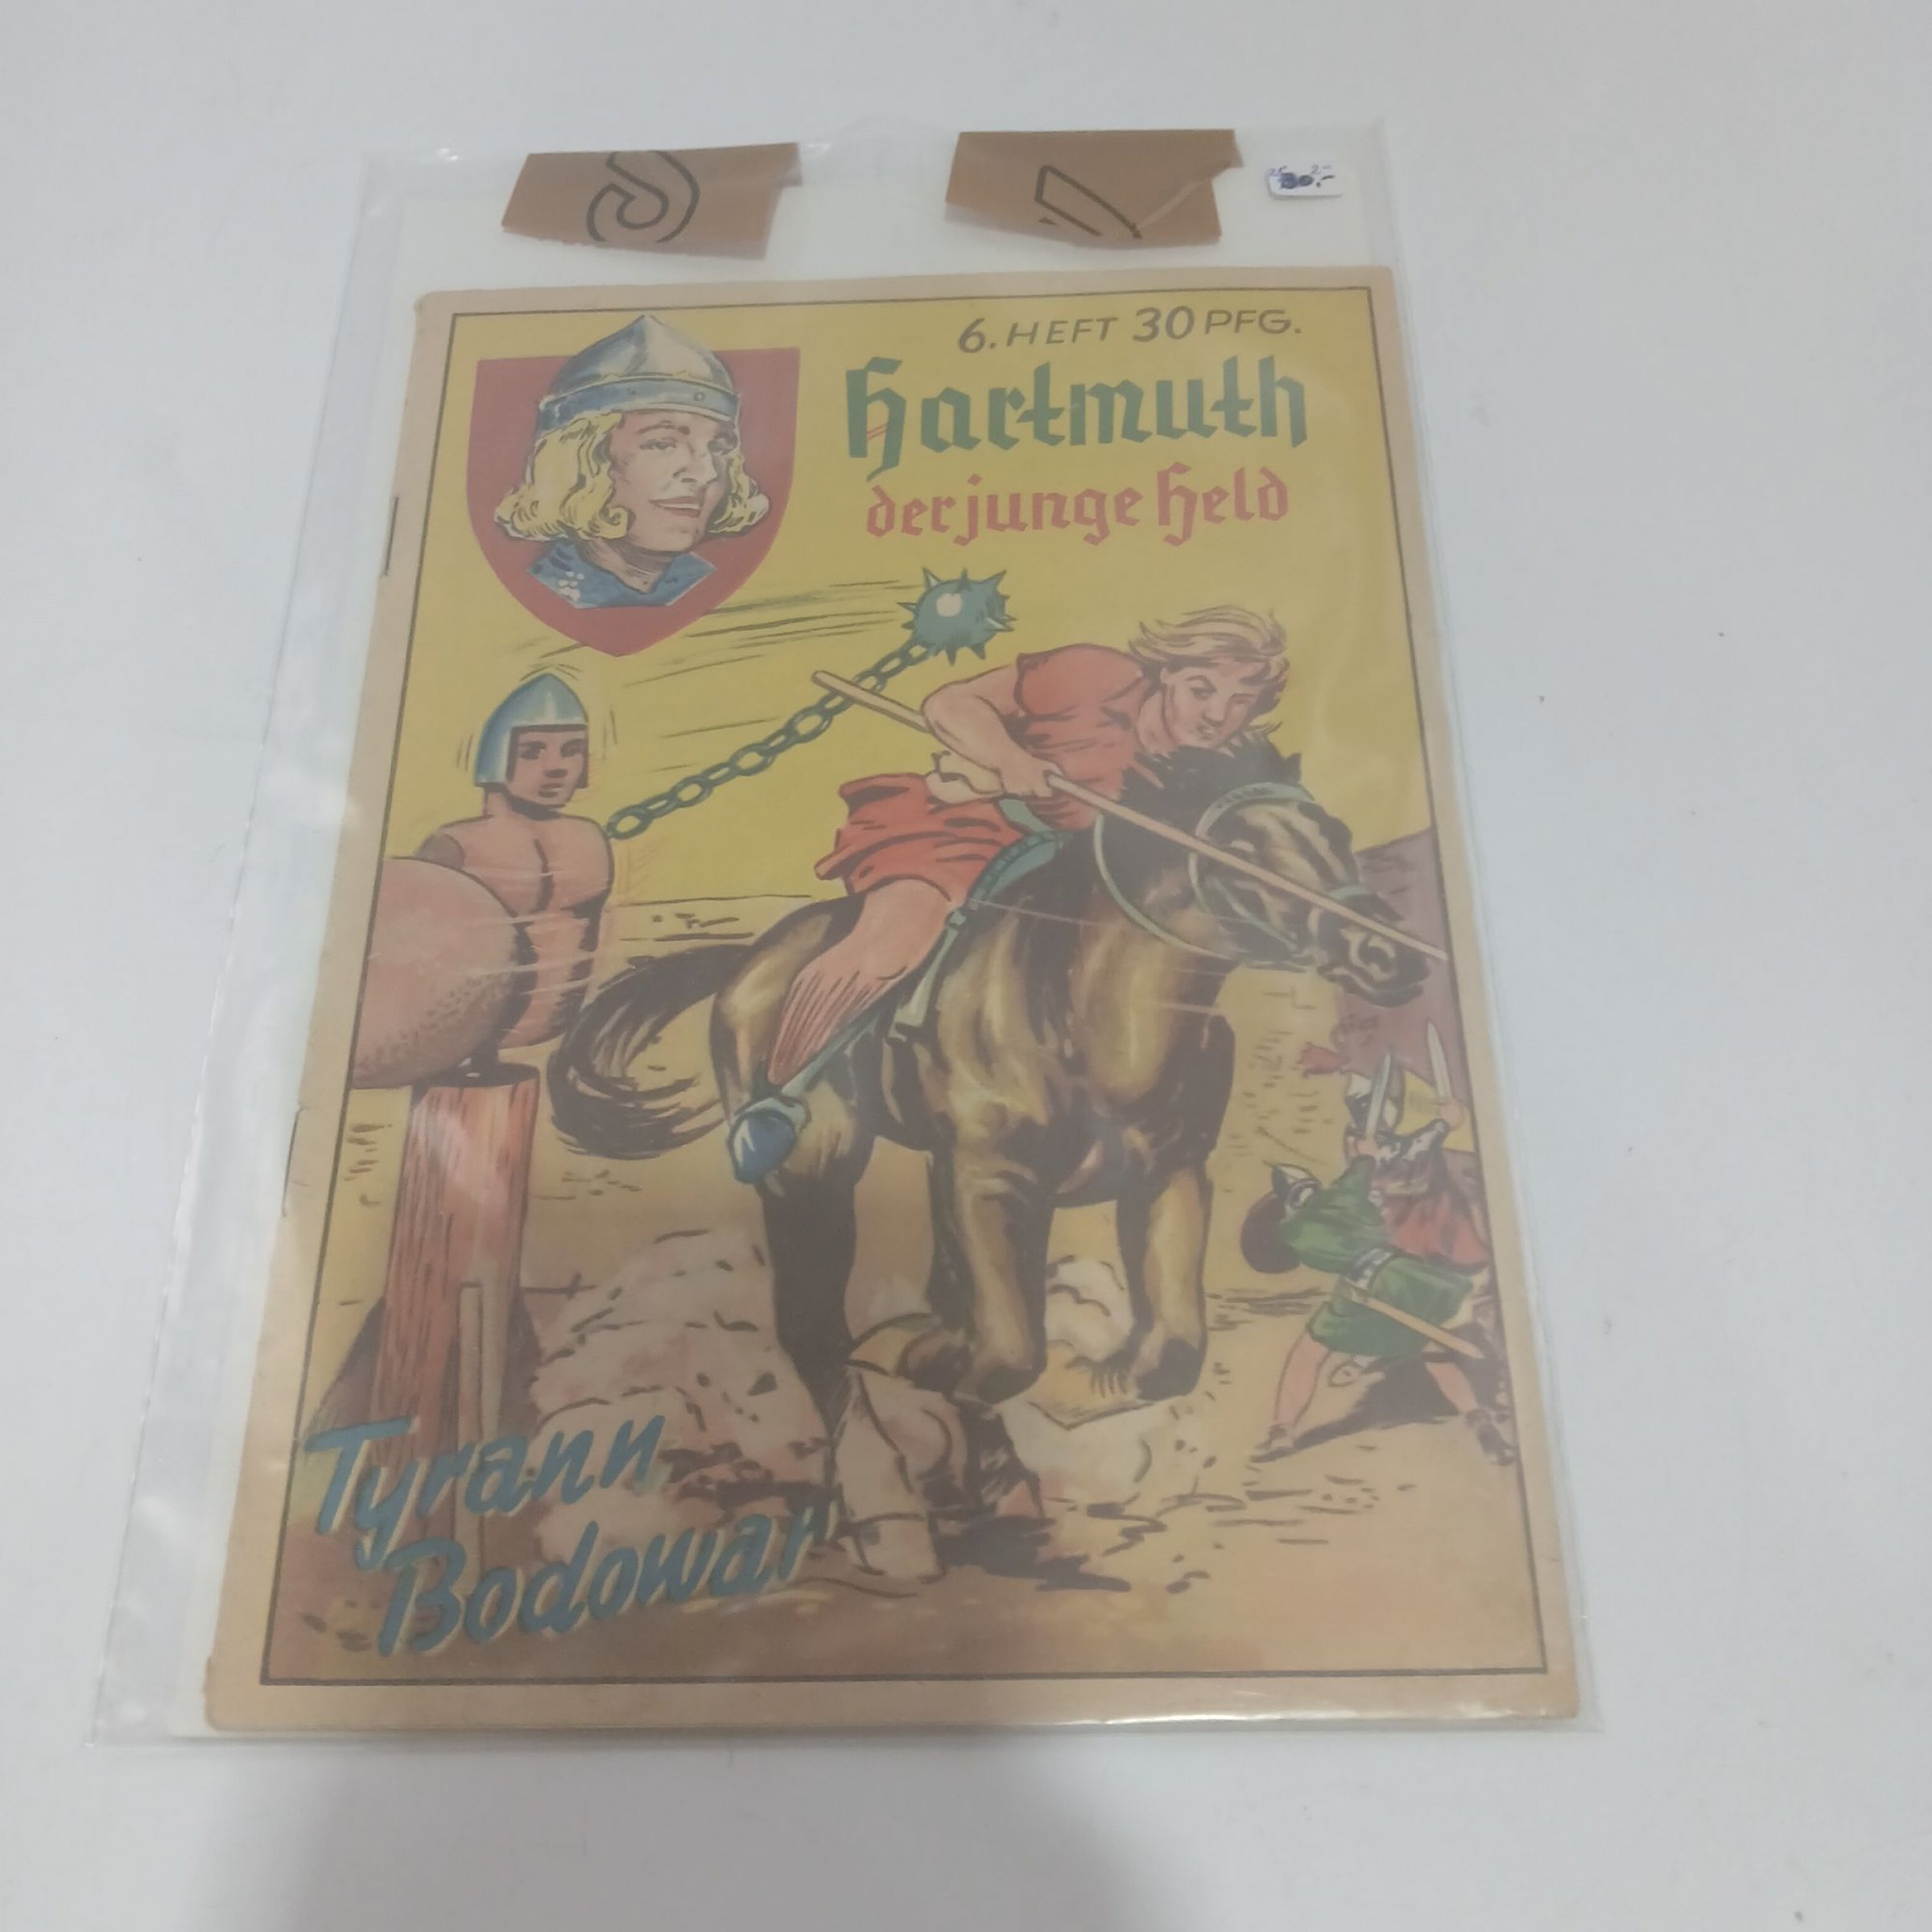 6. HEFT 30 PFG.
Hartmuth
der junge Held
Tyrann
Bodowar